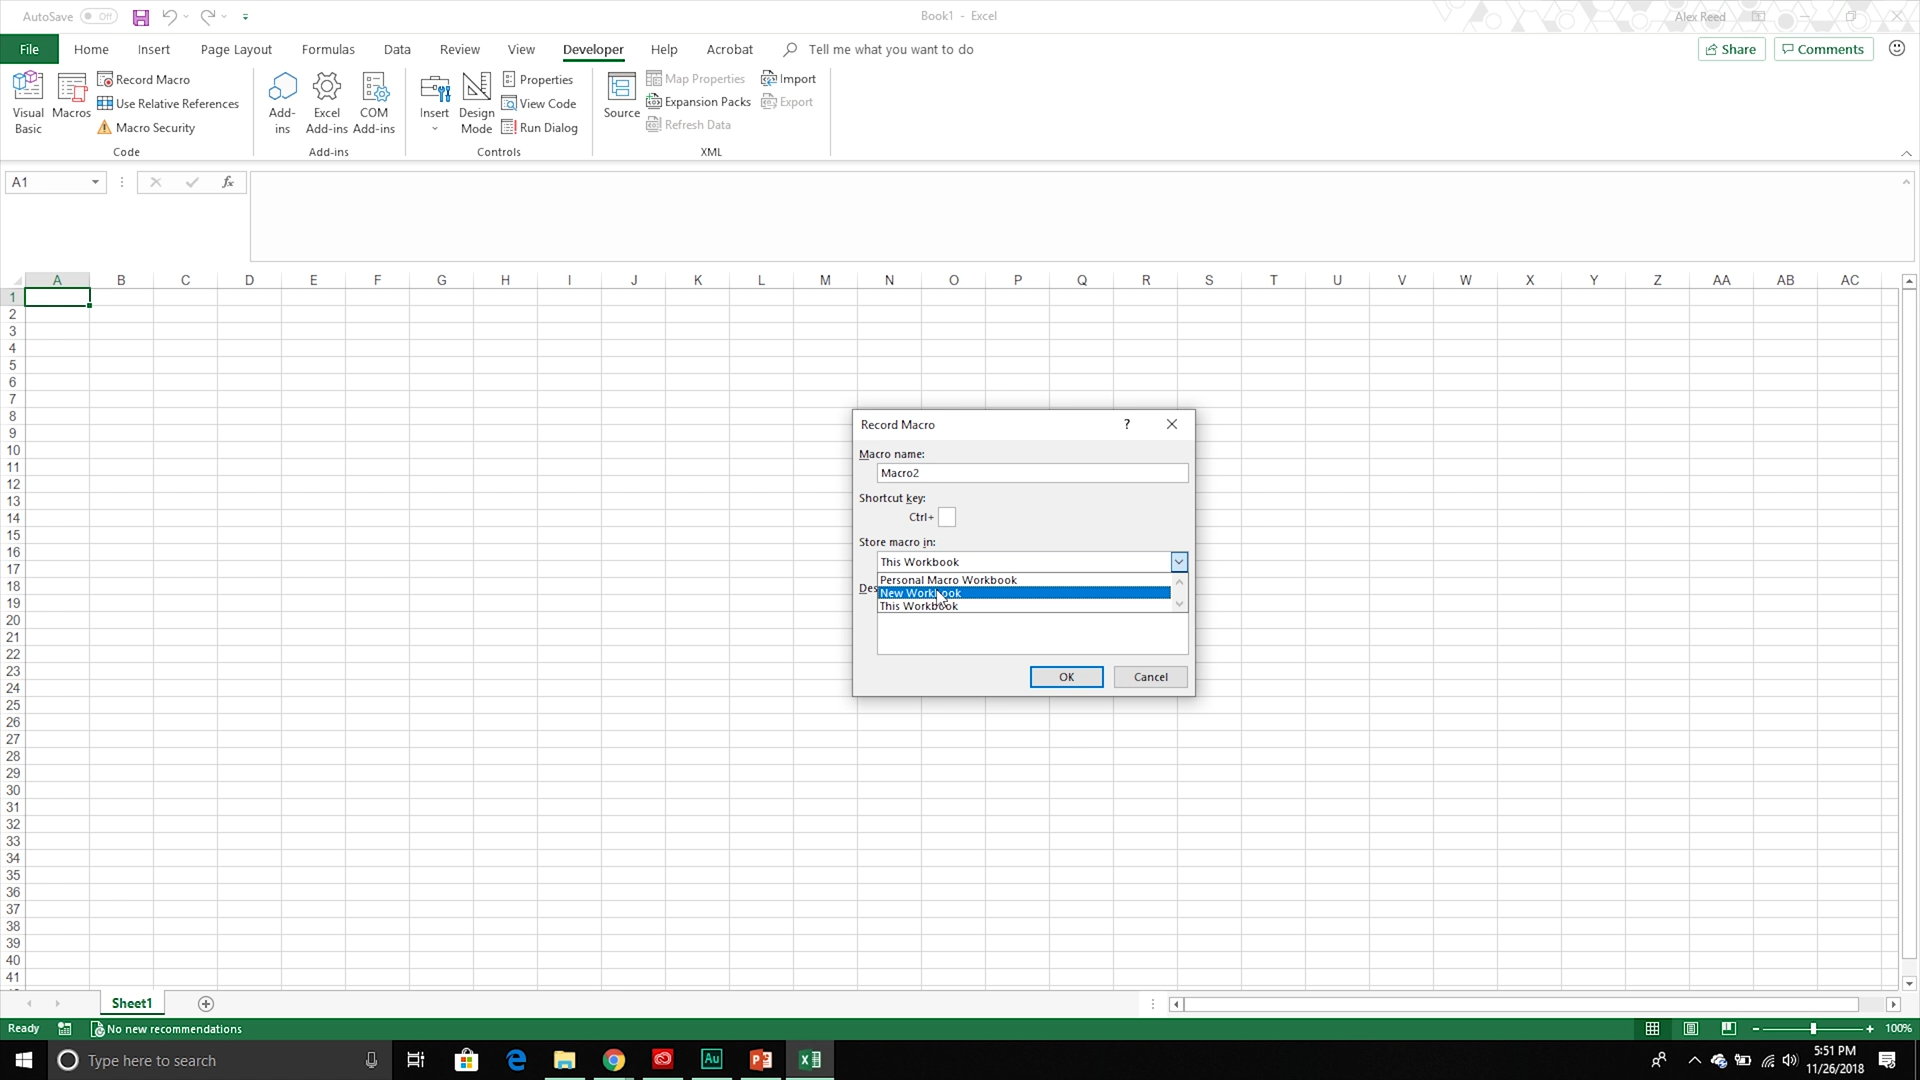 AutoSave Off
Book1 - Excel
Alex Reed
File Home Insert Page Layout Formulas Data Review View Developer Help Acrobat Tell me what you want to do
Share Comments
Visual Basic
Macros
Record Macro
Use Relative References
Macro Security
Code
Add-ins
Excel Add-ins
COM Add-ins
Add-ins
Insert
Design Mode
Properties
View Code
Run Dialog
Controls
Source
Map Properties
Expansion Packs
Refresh Data
Import
Export
XML
A1
fx
A B C D E F G H I J K L M N O P Q R S T U V W X Y Z AA AB AC
1
2
3
4
5
6
7
8
9
10
11
12
13
14
15
16
17
18
19
20
21
22
23
24
25
26
27
28
29
30
31
32
33
34
35
36
37
38
39
40
41
Record Macro ?
Macro name:
Macro2
Shortcut key:
Ctrl+
Store macro in:
This Workbook
Personal Macro Workbook
New Workbook
This Workbook
OK Cancel
Sheet1
Ready No new recommendations
100%
Type here to search
Au
5:51 PM
11/26/2018